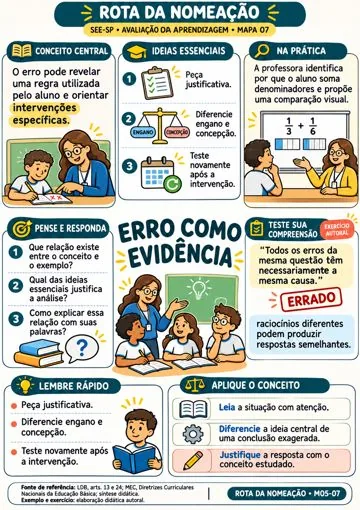 ROTA DA NOMEAÇÃO
SEE-SP • AVALIAÇÃO DA APRENDIZAGEM • MAPA 07
CONCEITO CENTRAL
O erro pode revelar
uma regra utilizada
pelo aluno e orientar
intervenções
específicas.
IDEIAS ESSENCIAIS
1
Peça
justificativa.
2
ENGANO
CONCEPÇÃO
Diferencie
engano e
concepção.
3
Teste
novamente
após a
intervenção.
NA PRÁTICA
A professora identifica
por que o aluno soma
denominadores e propõe
uma comparação visual.
1/3 + 1/6
PENSE E RESPONDA
1 Que relação existe
entre o conceito e
o exemplo?
2 Qual das ideias
essenciais justifica
a análise?
3 Como explicar essa
relação com suas
palavras?
?
ERRO COMO
EVIDÊNCIA
TESTE SUA
COMPREENSÃO
EXERCÍCIO
AUTORAL
“Todos os erros da
mesma questão têm
necessariamente a
mesma causa.”
ERRADO
raciocínios diferentes
podem produzir
respostas semelhantes.
LEMBRE RÁPIDO
Peça justificativa.
Diferencie engano e
concepção.
Teste novamente após
a intervenção.
APLIQUE O CONCEITO
Leia a situação com atenção.
Diferencie a ideia central de
uma conclusão exagerada.
Justifique a resposta com o
conceito estudado.
Fonte de referência: LDB, arts. 13 e 24; MEC, Diretrizes Curriculares
Nacionais da Educação Básica; síntese didática.
Exemplo e exercício: elaboração didática autoral.
ROTA DA NOMEAÇÃO • M05-07